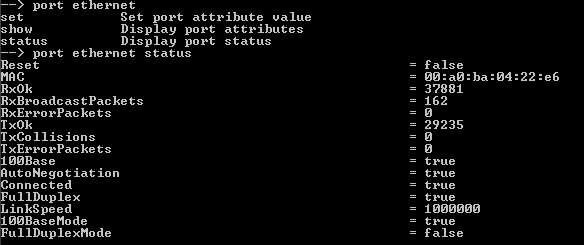 --> port ethernet
set Set port attribute value
show Display port attributes
status Display port status
--> port ethernet status
Reset = false
MAC = 00:a0:ba:04:22:e6
RxOk = 37881
RxBroadcastPackets = 162
RxErrorPackets = 0
TxOk = 29235
TxCollisions = 0
TxErrorPackets = 0
100Base = true
AutoNegotiation = true
Connected = true
FullDuplex = true
LinkSpeed = 1000000
100BaseMode = true
FullDuplexMode = false